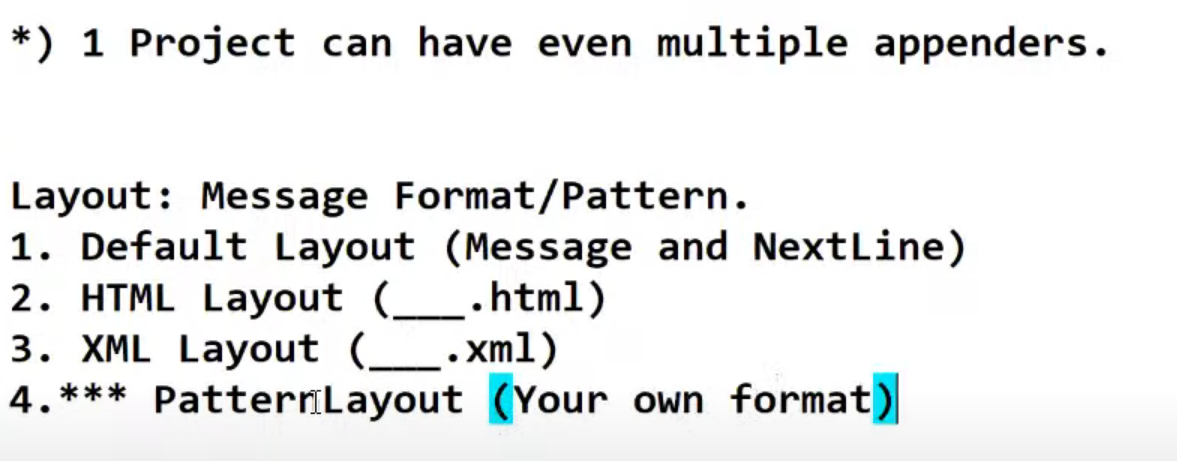 *) 1 Project can have even multiple appenders.
Layout: Message Format/Pattern.
1. Default Layout (Message and NextLine)
2. HTML Layout (___.html)
3. XML Layout (___.xml)
4.*** PatternLayout (Your own format)